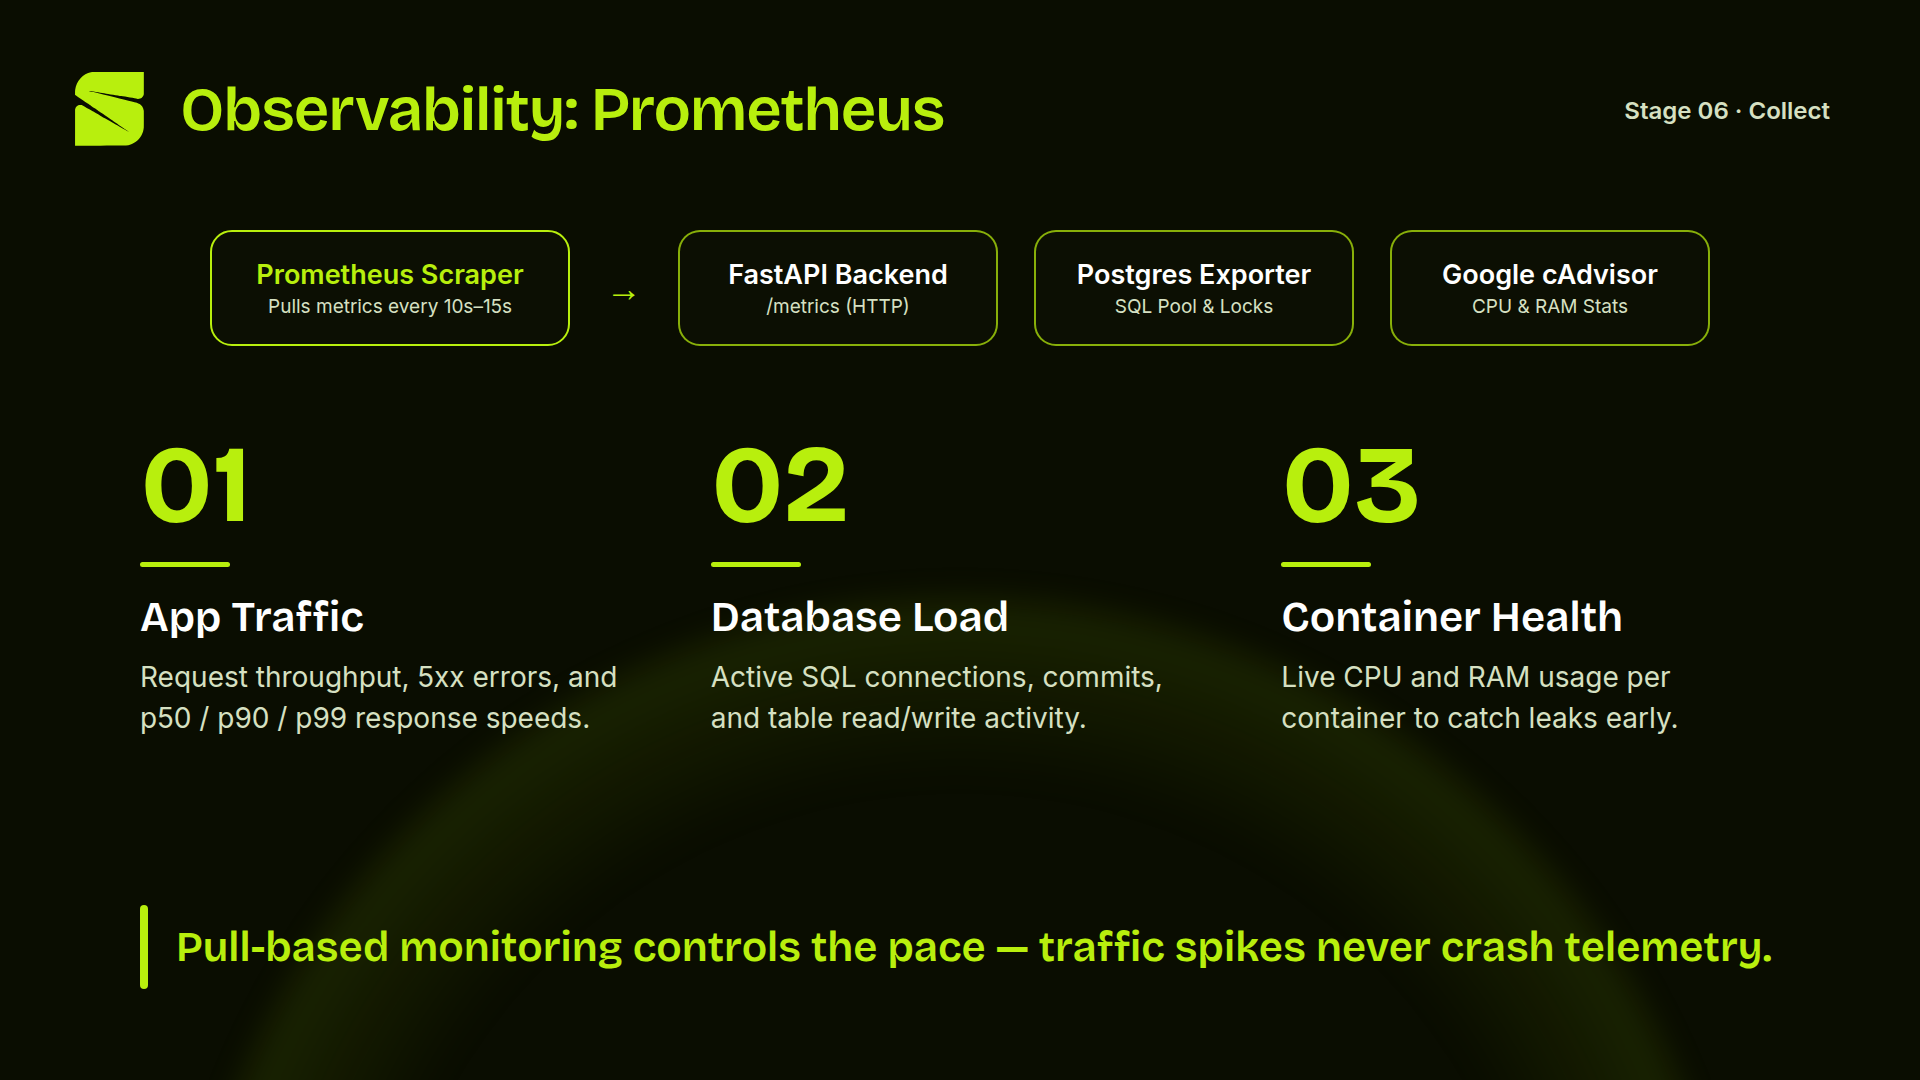 Observability: Prometheus
Stage 06 · Collect
Prometheus Scraper
Pulls metrics every 10s–15s
→
FastAPI Backend
/metrics (HTTP)
Postgres Exporter
SQL Pool & Locks
Google cAdvisor
CPU & RAM Stats
01
App Traffic
Request throughput, 5xx errors, and
p50 / p90 / p99 response speeds.
02
Database Load
Active SQL connections, commits,
and table read/write activity.
03
Container Health
Live CPU and RAM usage per
container to catch leaks early.
Pull-based monitoring controls the pace — traffic spikes never crash telemetry.